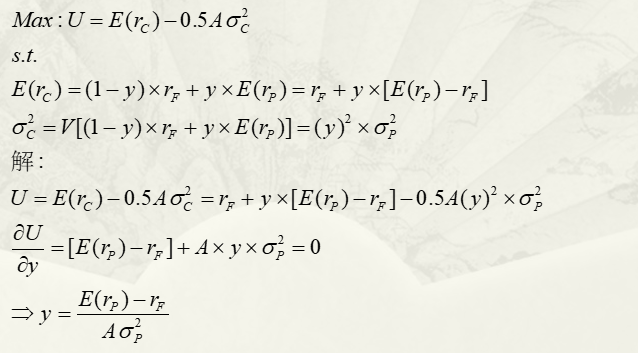 Max : U = E(r_C) − 0.5Aσ_C^2
s.t.
E(r_C) = (1 − y) × r_F + y × E(r_P) = r_F + y × [E(r_P) − r_F]
σ_C^2 = V[(1 − y) × r_F + y × E(r_P)] = (y)^2 × σ_P^2
解 :
U = E(r_C) − 0.5Aσ_C^2 = r_F + y × [E(r_P) − r_F] − 0.5A(y)^2 × σ_P^2
∂U/∂y = [E(r_P) − r_F] + A × y × σ_P^2 = 0
⇒ y = (E(r_P) − r_F)/(Aσ_P^2)